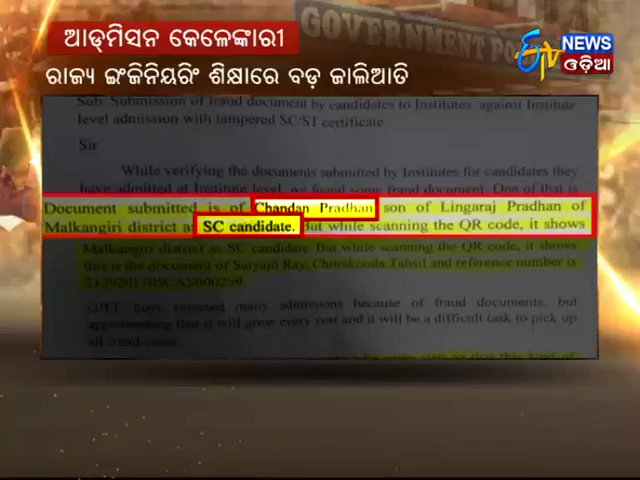 GOVERNMENT PO
ଆଡ଼୍‌ମିସନ କେଳେଙ୍କାରୀ
etv NEWS
ଓଡ଼ିଆ
ରାଜ୍ୟ ଇଂଜିନିୟରିଂ ଶିକ୍ଷାରେ ବଡ଼ ଜାଲିଆତି
Sub: Submission of fraud document by candidates to Institutes against Institute
level admission with tampered SC/ST certificate
Sir
While verifying the documents submitted by Institutes for candidates they
have admitted at Institute level, we found some fraud document. One of that is
Document submitted is of Chandan Pradhan son of Lingaraj Pradhan of
Malkangiri district as SC candidate. But while scanning the QR code, it shows
Malkangiri district as SC candidate. But while scanning the QR code, it shows
this is the document of Satyajit Ray, Chitrakonda Tahsil and reference number is
OJEE have reported many admissions because of fraud documents, but
apprehending that it will grow every year and it will be a difficult task to pick up
all fraud cases.
that this kind of